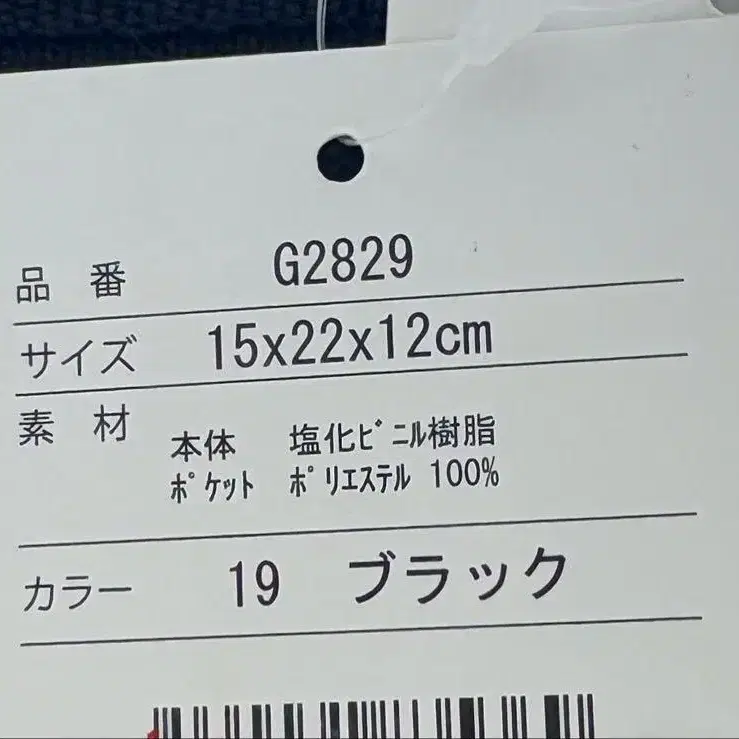 品 番 G2829
サイズ 15x22x12cm
素 材
本体 塩化ﾋﾞﾆﾙ樹脂
ﾎﾟｹｯﾄ ﾎﾟﾘｴｽﾃﾙ 100%
カラー 19 ブラック